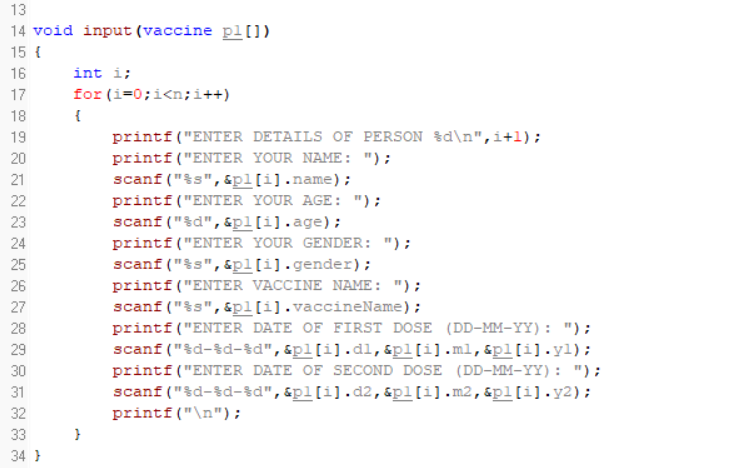 13
14 void input(vaccine p1[])
15 {
16     int i;
17     for(i=0;i<n;i++)
18     {
19         printf("ENTER DETAILS OF PERSON %d\n",i+1);
20         printf("ENTER YOUR NAME: ");
21         scanf("%s",&p1[i].name);
22         printf("ENTER YOUR AGE: ");
23         scanf("%d",&p1[i].age);
24         printf("ENTER YOUR GENDER: ");
25         scanf("%s",&p1[i].gender);
26         printf("ENTER VACCINE NAME: ");
27         scanf("%s",&p1[i].vaccineName);
28         printf("ENTER DATE OF FIRST DOSE (DD-MM-YY): ");
29         scanf("%d-%d-%d",&p1[i].d1,&p1[i].m1,&p1[i].y1);
30         printf("ENTER DATE OF SECOND DOSE (DD-MM-YY): ");
31         scanf("%d-%d-%d",&p1[i].d2,&p1[i].m2,&p1[i].y2);
32         printf("\n");
33     }
34 }